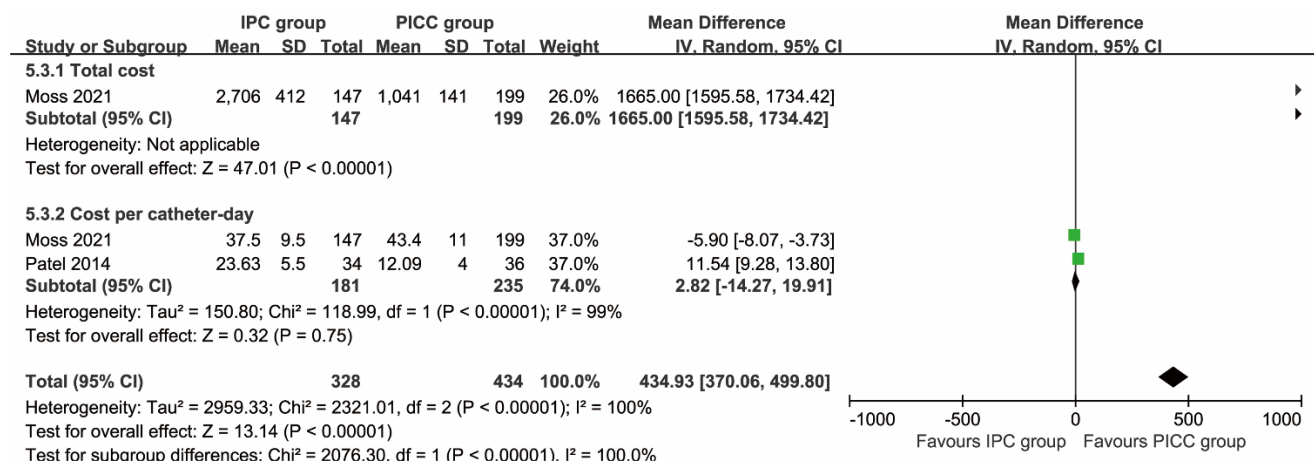 IPC group PICC group Mean Difference Mean Difference
Study or Subgroup Mean SD Total Mean SD Total Weight IV, Random, 95% CI IV, Random, 95% CI
5.3.1 Total cost
Moss 2021 2,706 412 147 1,041 141 199 26.0% 1665.00 [1595.58, 1734.42]
Subtotal (95% CI) 147 199 26.0% 1665.00 [1595.58, 1734.42]
Heterogeneity: Not applicable
Test for overall effect: Z = 47.01 (P < 0.00001)
5.3.2 Cost per catheter-day
Moss 2021 37.5 9.5 147 43.4 11 199 37.0% -5.90 [-8.07, -3.73]
Patel 2014 23.63 5.5 34 12.09 4 36 37.0% 11.54 [9.28, 13.80]
Subtotal (95% CI) 181 235 74.0% 2.82 [-14.27, 19.91]
Heterogeneity: Tau² = 150.80; Chi² = 118.99, df = 1 (P < 0.00001); I² = 99%
Test for overall effect: Z = 0.32 (P = 0.75)
Total (95% CI) 328 434 100.0% 434.93 [370.06, 499.80]
Heterogeneity: Tau² = 2959.33; Chi² = 2321.01, df = 2 (P < 0.00001); I² = 100%
Test for overall effect: Z = 13.14 (P < 0.00001)
Test for subgroup differences: Chi² = 2076.30, df = 1 (P < 0.00001), I² = 100.0%
-1000 -500 0 500 1000
Favours IPC group Favours PICC group